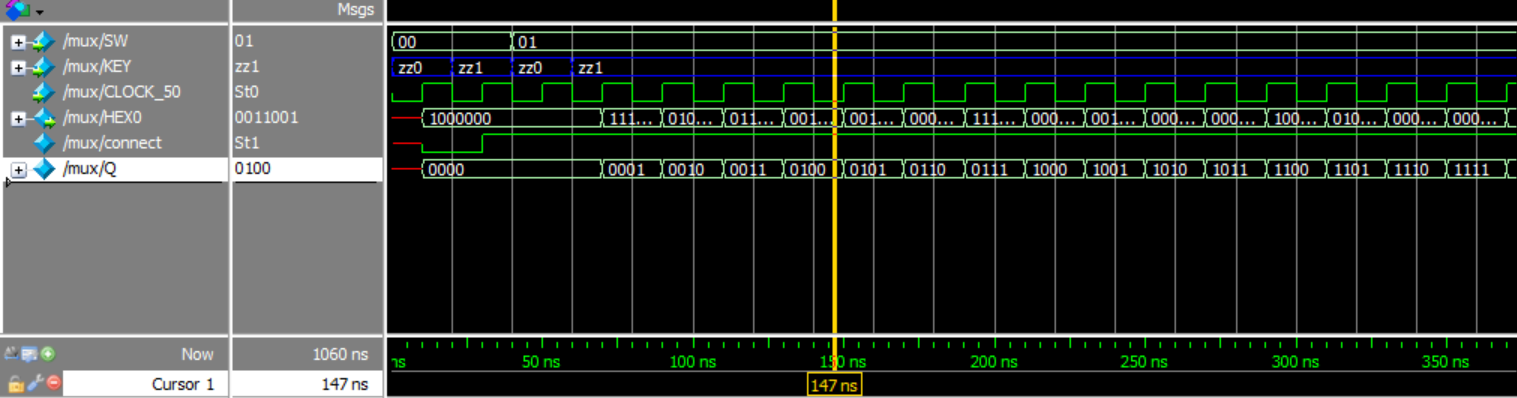 Msgs
/mux/SW 01 00 01
/mux/KEY zz1 zz0 zz1 zz0 zz1
/mux/CLOCK_50 St0
/mux/HEX0 0011001 1000000 111... 010... 011... 001... 001... 000... 111... 000... 001... 000... 000... 100... 010... 000... 000...
/mux/connect St1
/mux/Q 0100 0000 0001 0010 0011 0100 0101 0110 0111 1000 1001 1010 1011 1100 1101 1110 1111
Now 1060 ns ns 50 ns 100 ns 150 ns 200 ns 250 ns 300 ns 350 ns
Cursor 1 147 ns 147 ns